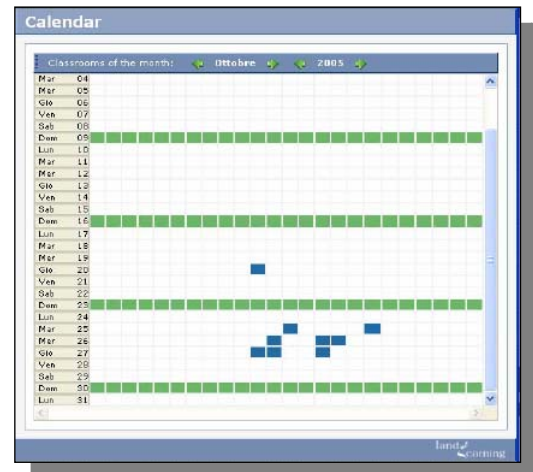 Calendar
Classrooms of the month: Ottobre 2005
Mar 04
Mer 05
Gio 06
Ven 07
Sab 08
Dom 09
Lun 10
Mar 11
Mer 12
Gio 13
Ven 14
Sab 15
Dom 16
Lun 17
Mar 18
Mer 19
Gio 20
Ven 21
Sab 22
Dom 23
Lun 24
Mar 25
Mer 26
Gio 27
Ven 28
Sab 29
Dom 30
Lun 31
land
coming